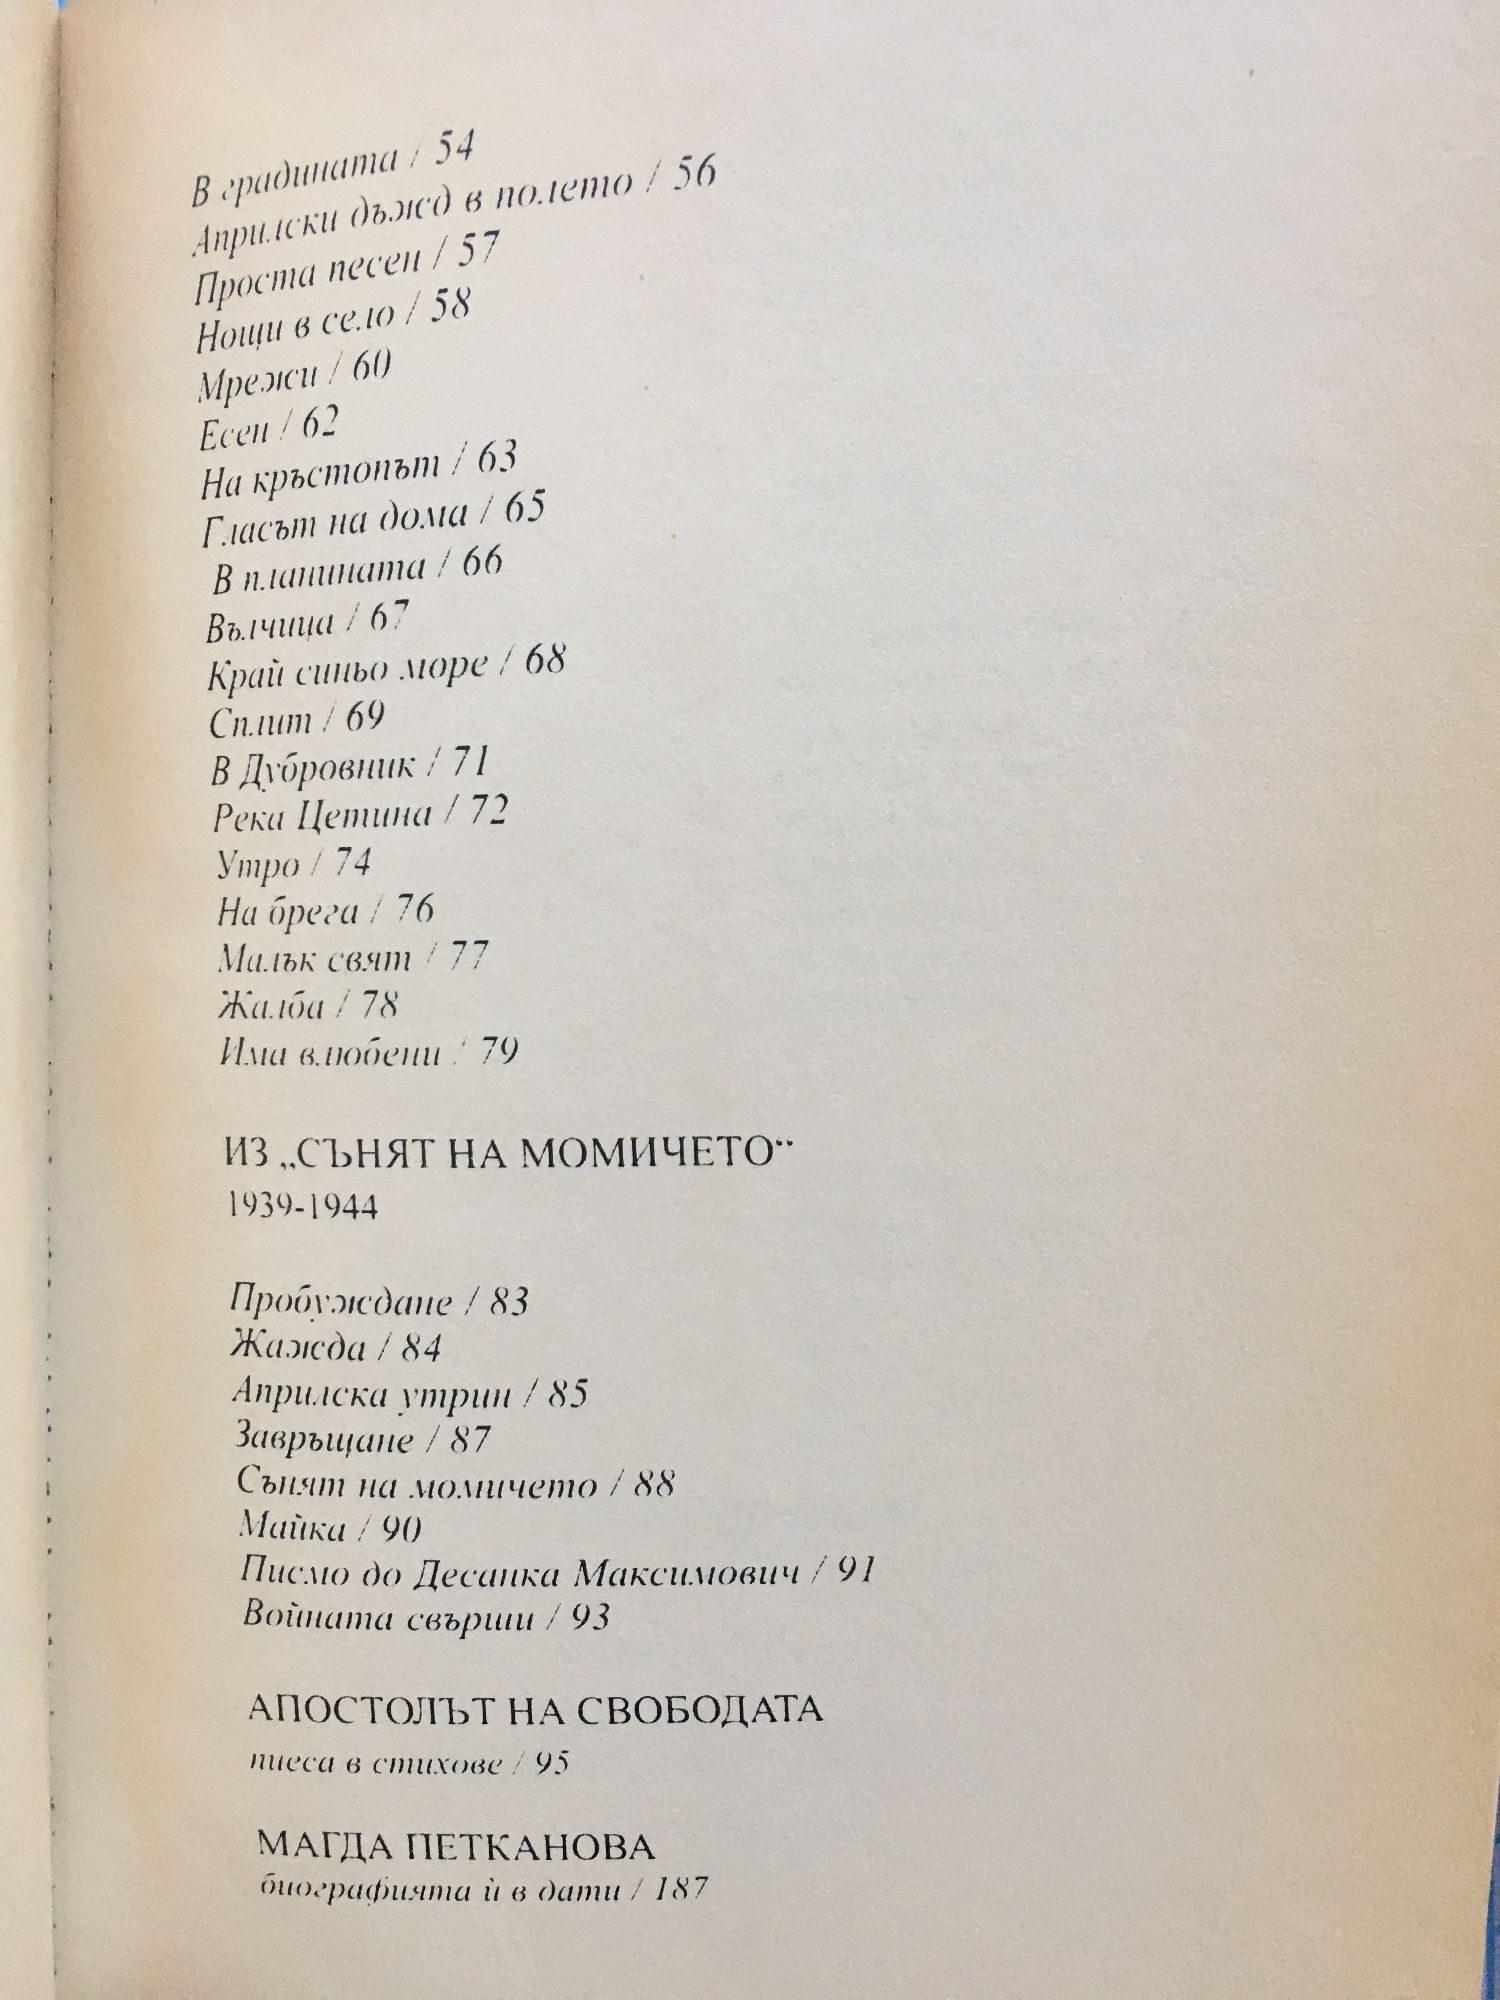 В градината / 54
Априлски дъжд в полето / 56
Проста песен / 57
Нощи в село / 58
Мрежи / 60
Есен / 62
На кръстопът / 63
Гласът на дома / 65
В планината / 66
Вълчица / 67
Край синьо море / 68
Сплит / 69
В Дубровник / 71
Река Цетина / 72
Утро / 74
На брега / 76
Малък свят / 77
Жалба / 78
Има влюбени / 79
ИЗ „СЪНЯТ НА МОМИЧЕТО“
1939-1944
Пробуждане / 83
Жажда / 84
Априлска утрин / 85
Завръщане / 87
Сънят на момичето / 88
Майка / 90
Писмо до Десанка Максимович / 91
Войната свърши / 93
АПОСТОЛЪТ НА СВОБОДАТА
пиеса в стихове / 95
МАГДА ПЕТКАНОВА
биографията ѝ в дати / 187